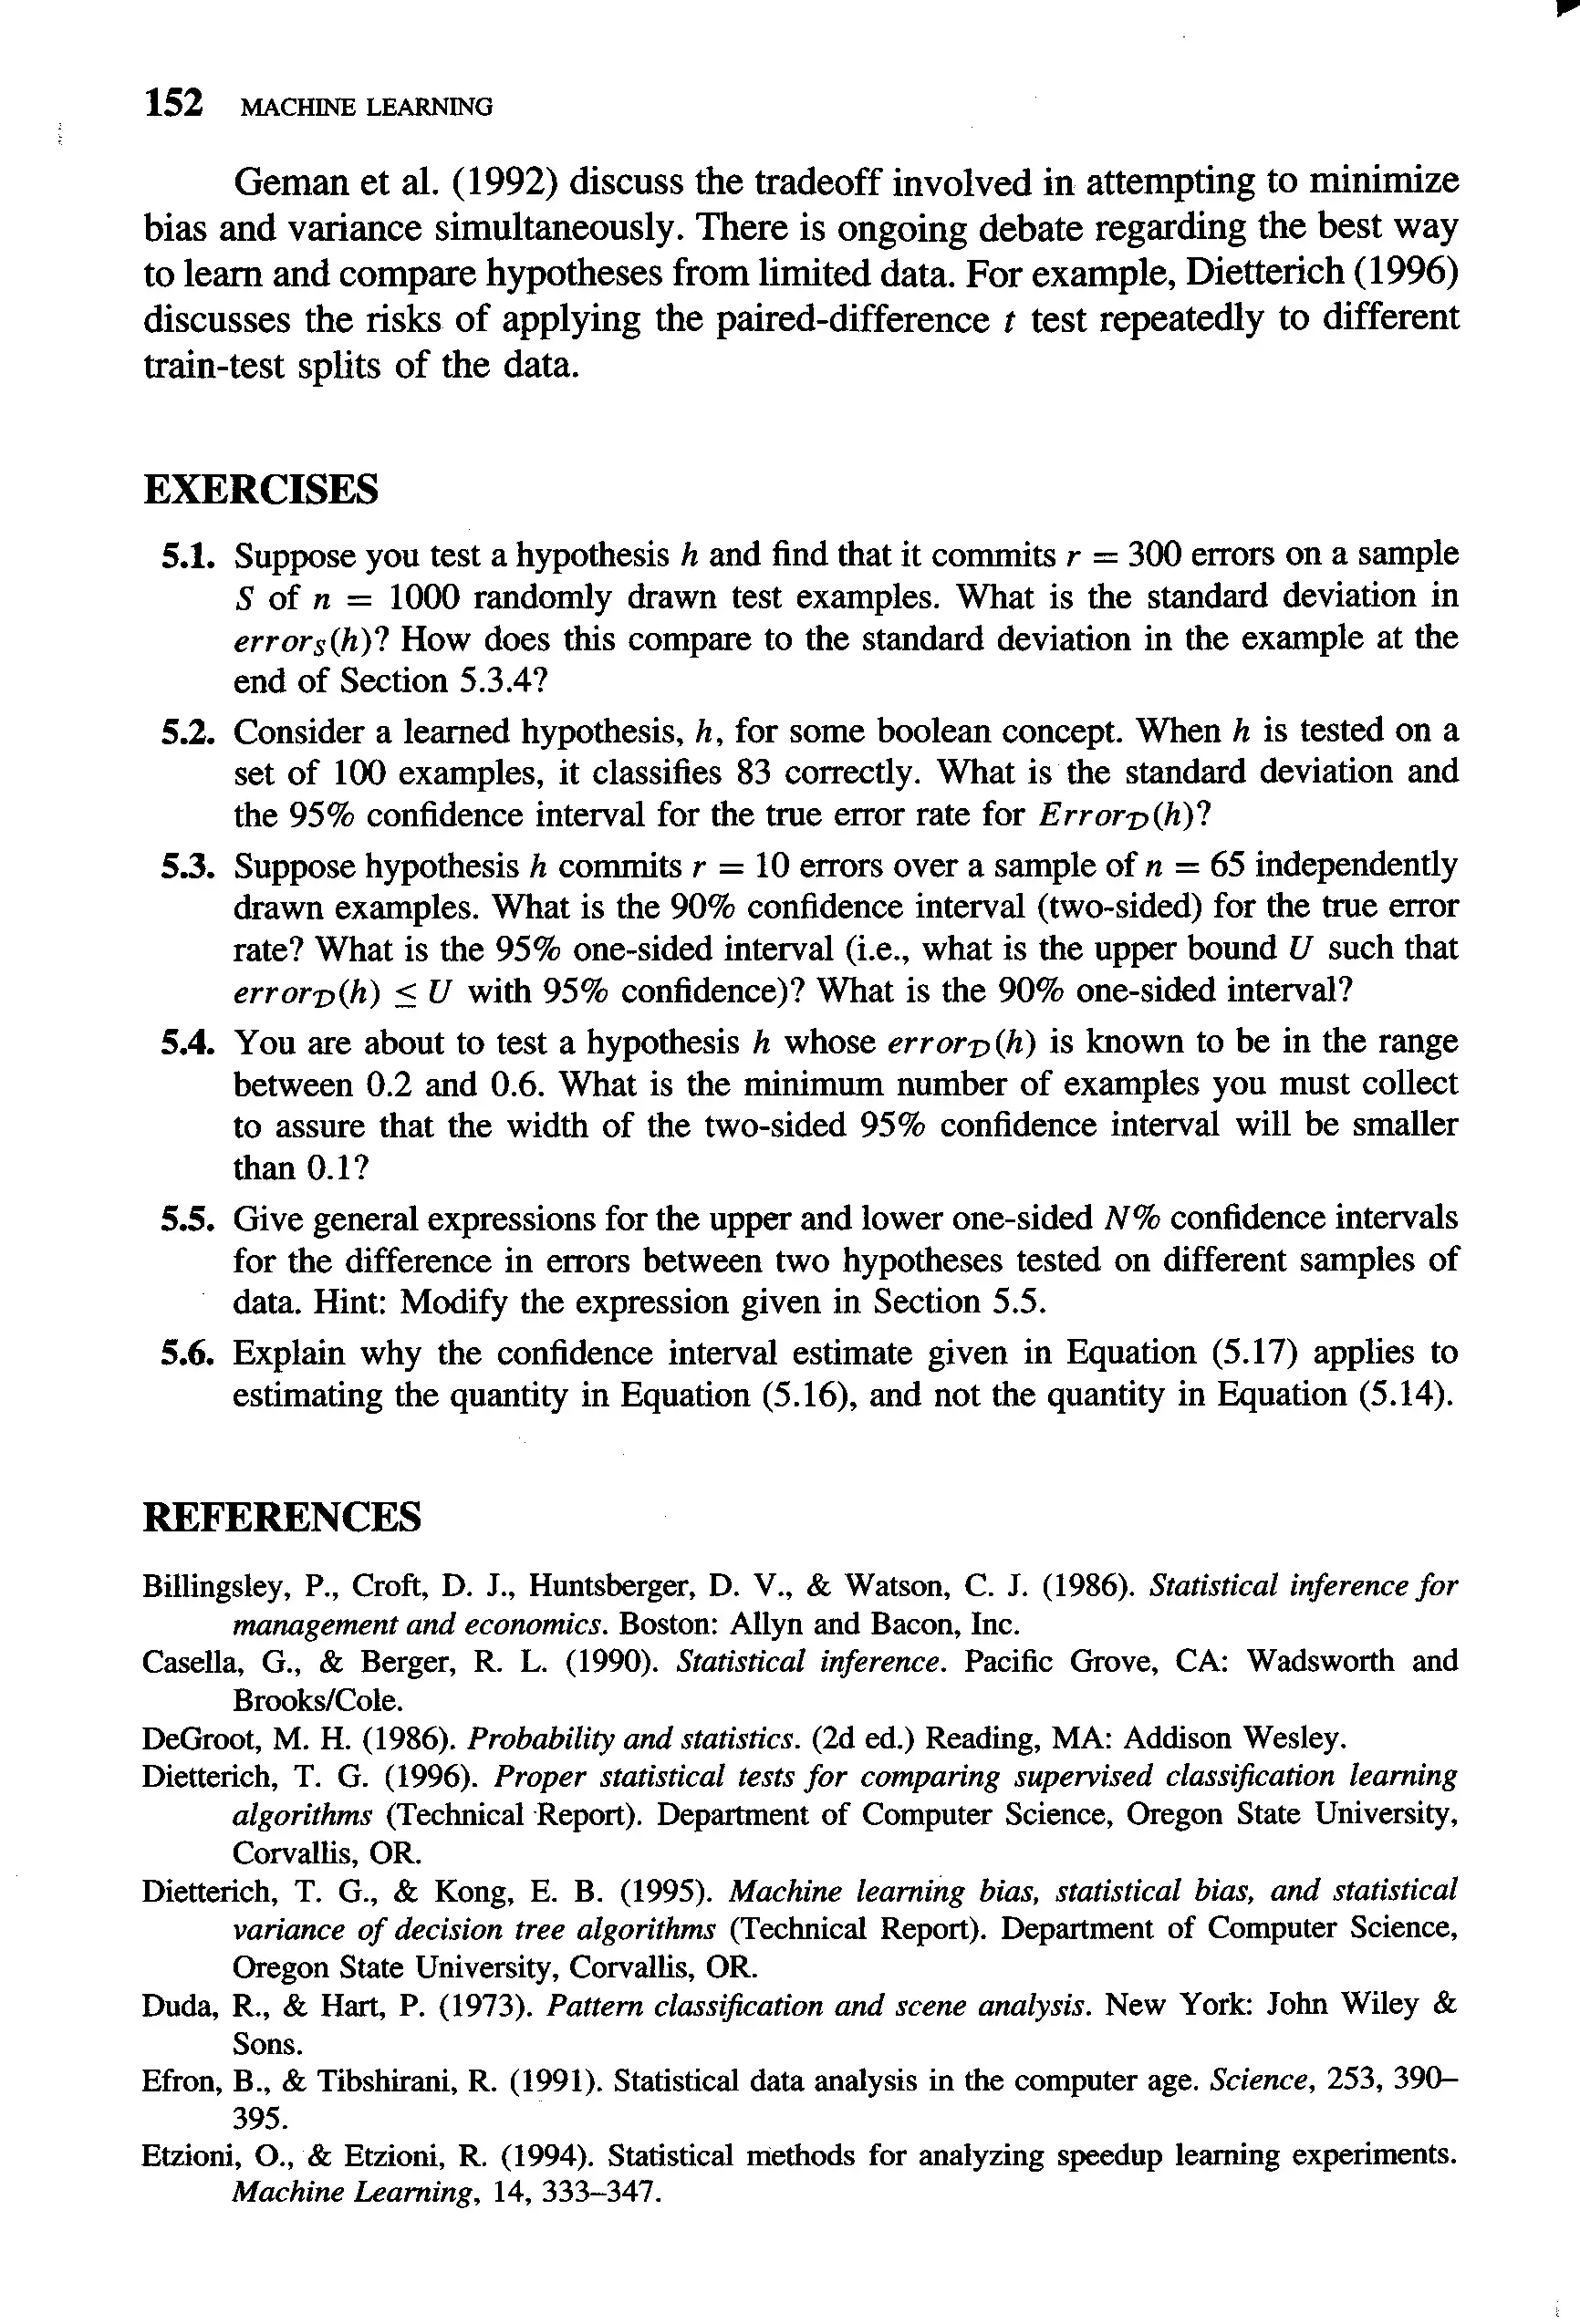 152 MACHINE LEARNING
Geman et al. (1992) discuss the tradeoff involved in attempting to minimize
bias and variance simultaneously. There is ongoing debate regarding the best way
to learn and compare hypotheses from limited data. For example, Dietterich (1996)
discusses the risks of applying the paired-difference t test repeatedly to different
train-test splits of the data.
EXERCISES
5.1. Suppose you test a hypothesis h and find that it commits r = 300 errors on a sample
S of n = 1000 randomly drawn test examples. What is the standard deviation in
errorS(h)? How does this compare to the standard deviation in the example at the
end of Section 5.3.4?
5.2. Consider a learned hypothesis, h, for some boolean concept. When h is tested on a
set of 100 examples, it classifies 83 correctly. What is the standard deviation and
the 95% confidence interval for the true error rate for ErrorD(h)?
5.3. Suppose hypothesis h commits r = 10 errors over a sample of n = 65 independently
drawn examples. What is the 90% confidence interval (two-sided) for the true error
rate? What is the 95% one-sided interval (i.e., what is the upper bound U such that
errorD(h) ≤ U with 95% confidence)? What is the 90% one-sided interval?
5.4. You are about to test a hypothesis h whose errorD(h) is known to be in the range
between 0.2 and 0.6. What is the minimum number of examples you must collect
to assure that the width of the two-sided 95% confidence interval will be smaller
than 0.1?
5.5. Give general expressions for the upper and lower one-sided N% confidence intervals
for the difference in errors between two hypotheses tested on different samples of
data. Hint: Modify the expression given in Section 5.5.
5.6. Explain why the confidence interval estimate given in Equation (5.17) applies to
estimating the quantity in Equation (5.16), and not the quantity in Equation (5.14).
REFERENCES
Billingsley, P., Croft, D. J., Huntsberger, D. V., & Watson, C. J. (1986). Statistical inference for
management and economics. Boston: Allyn and Bacon, Inc.
Casella, G., & Berger, R. L. (1990). Statistical inference. Pacific Grove, CA: Wadsworth and
Brooks/Cole.
DeGroot, M. H. (1986). Probability and statistics. (2d ed.) Reading, MA: Addison Wesley.
Dietterich, T. G. (1996). Proper statistical tests for comparing supervised classification learning
algorithms (Technical Report). Department of Computer Science, Oregon State University,
Corvallis, OR.
Dietterich, T. G., & Kong, E. B. (1995). Machine learning bias, statistical bias, and statistical
variance of decision tree algorithms (Technical Report). Department of Computer Science,
Oregon State University, Corvallis, OR.
Duda, R., & Hart, P. (1973). Pattern classification and scene analysis. New York: John Wiley &
Sons.
Efron, B., & Tibshirani, R. (1991). Statistical data analysis in the computer age. Science, 253, 390–
395.
Etzioni, O., & Etzioni, R. (1994). Statistical methods for analyzing speedup learning experiments.
Machine Learning, 14, 333–347.